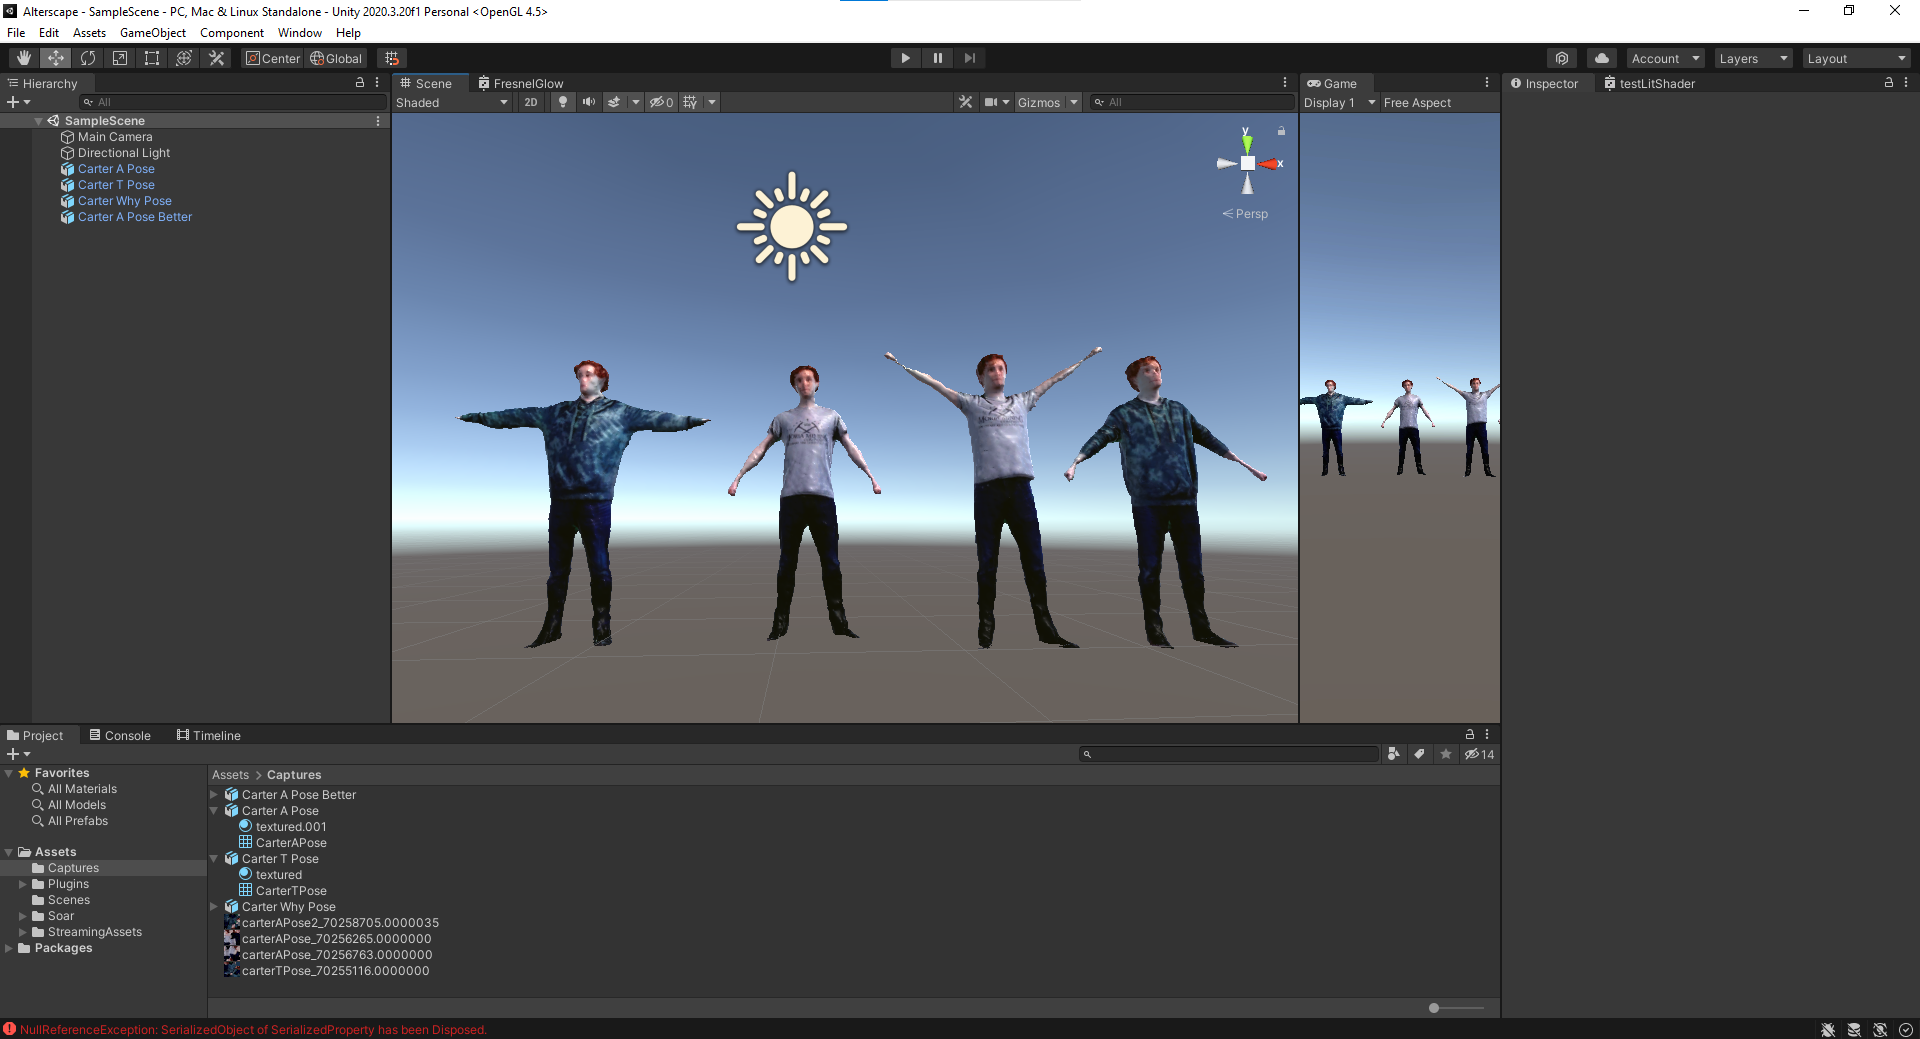 Alterscape - SampleScene - PC, Mac & Linux Standalone - Unity 2020.3.20f1 Personal <OpenGL 4.5>
File Edit Assets GameObject Component Window Help
Center Global Account Layers Layout
Hierarchy
All
SampleScene
Main Camera
Directional Light
Carter A Pose
Carter T Pose
Carter Why Pose
Carter A Pose Better
Scene FresnelGlow
Shaded 2D 0 Gizmos All
y
x
Persp
Game
Display 1 Free Aspect
Inspector testLitShader
Project Console Timeline
14
Favorites
All Materials
All Models
All Prefabs
Assets
Captures
Plugins
Scenes
Soar
StreamingAssets
Packages
Assets > Captures
Carter A Pose Better
Carter A Pose
textured.001
CarterAPose
Carter T Pose
textured
CarterTPose
Carter Why Pose
carterAPose2_70258705.0000035
carterAPose_70256265.0000000
carterAPose_70256763.0000000
carterTPose_70255116.0000000
NullReferenceException: SerializedObject of SerializedProperty has been Disposed.